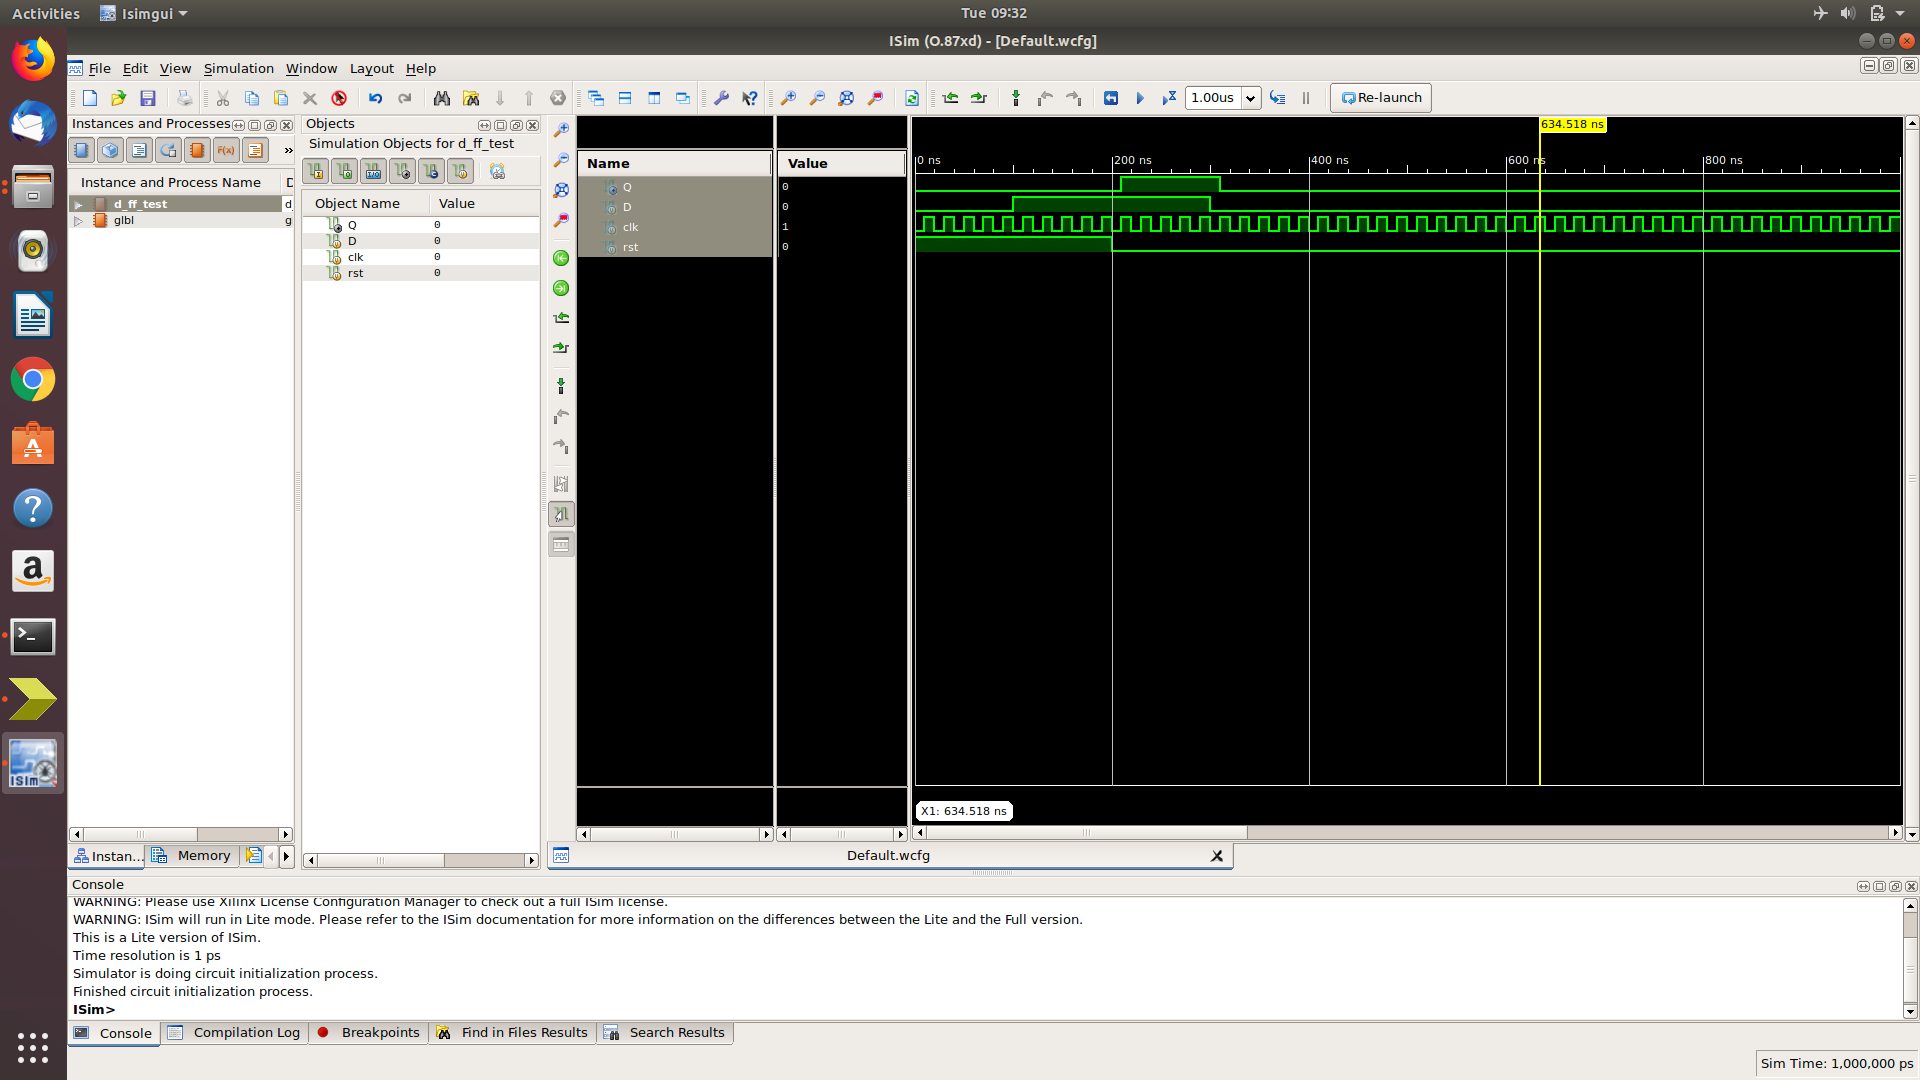 Activities
Isimgui
Tue 09:32
ISim (O.87xd) - [Default.wcfg]
File Edit View Simulation Window Layout Help
1.00us
Re-launch
Instances and Processes
Objects
Simulation Objects for d_ff_test
»
F(x)
Instance and Process Name D
d_ff_test d_
glbl g
Object Name Value
Q 0
D 0
clk 0
rst 0
Name Value
Q 0
D 0
clk 1
rst 0
634.518 ns
0 ns 200 ns 400 ns 600 ns 800 ns
X1: 634.518 ns
Instan...
Memory
Default.wcfg
Console
WARNING: Please use Xilinx License Configuration Manager to check out a full ISim license.
WARNING: ISim will run in Lite mode. Please refer to the ISim documentation for more information on the differences between the Lite and the Full version.
This is a Lite version of ISim.
Time resolution is 1 ps
Simulator is doing circuit initialization process.
Finished circuit initialization process.
ISim>
Console Compilation Log Breakpoints Find in Files Results Search Results
Sim Time: 1,000,000 ps
ISim